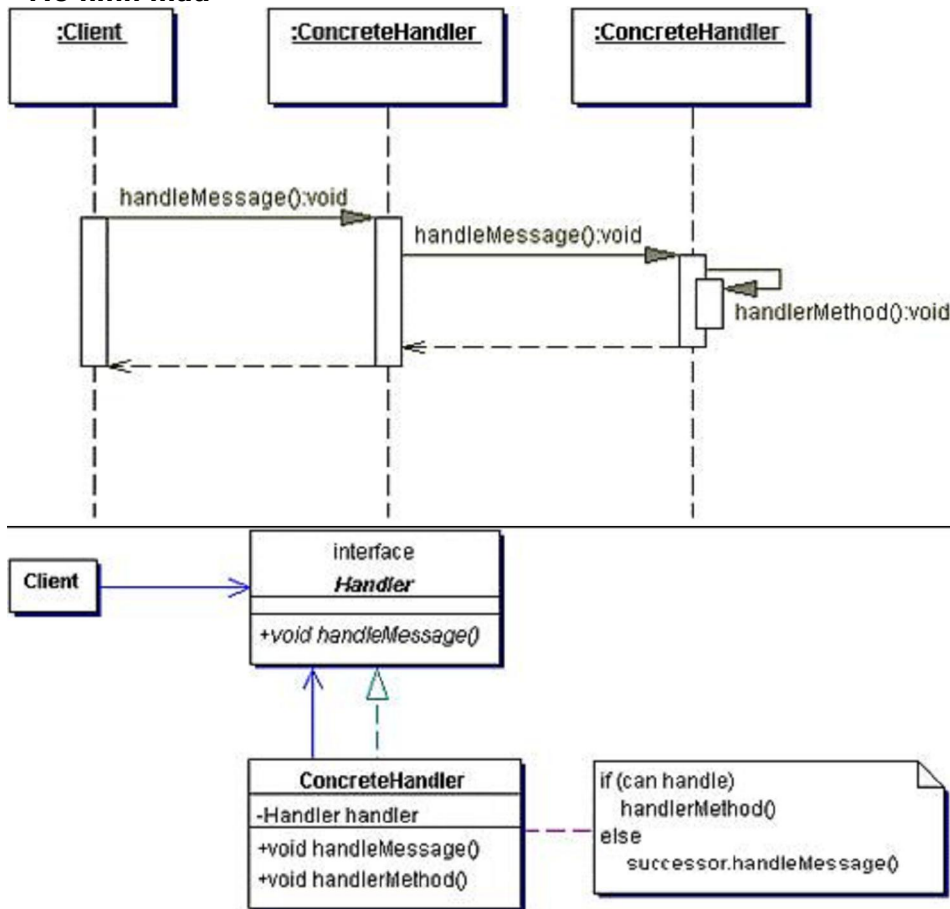 :Client
:ConcreteHandler
:ConcreteHandler
handleMessage():void
handleMessage():void
handlerMethod():void
interface
Handler
Client
+void handleMessage()
ConcreteHandler
-Handler handler
+void handleMessage()
+void handlerMethod()
if (can handle)
handlerMethod()
else
successor.handleMessage()